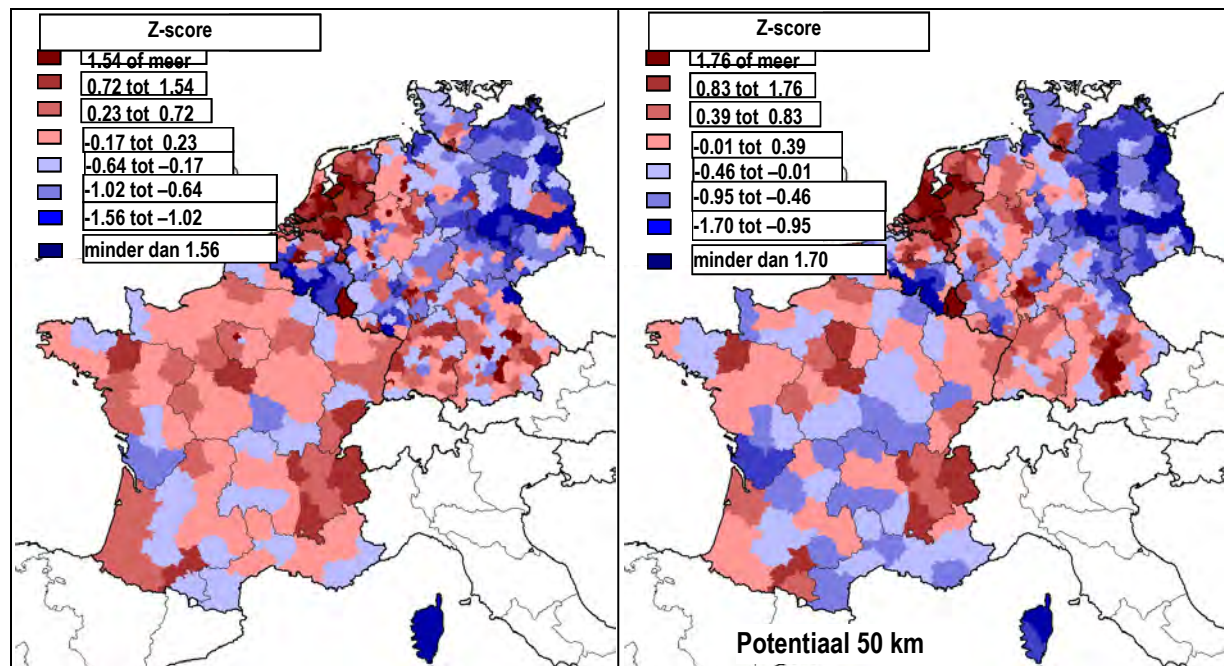 Z-score
1.54 of meer
0.72 tot 1.54
0.23 tot 0.72
-0.17 tot 0.23
-0.64 tot –0.17
-1.02 tot –0.64
-1.56 tot –1.02
minder dan 1.56
Z-score
1.76 of meer
0.83 tot 1.76
0.39 tot 0.83
-0.01 tot 0.39
-0.46 tot –0.01
-0.95 tot –0.46
-1.70 tot –0.95
minder dan 1.70
Potentiaal 50 km